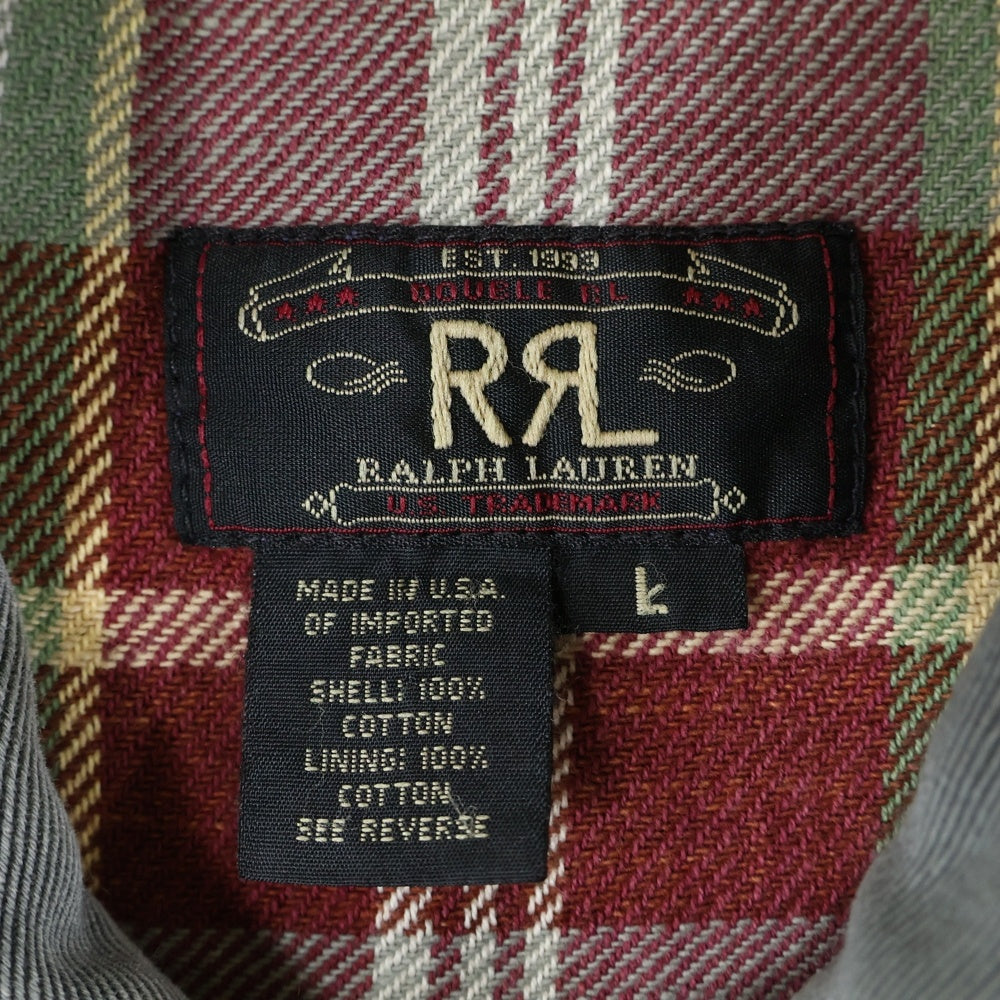 EST. 1993
DOUBLE RL
RRL
RALPH LAUREN
U.S. TRADEMARK
L
MADE IN U.S.A.
OF IMPORTED
FABRIC
SHELL: 100%
COTTON
LINING: 100%
COTTON
SEE REVERSE